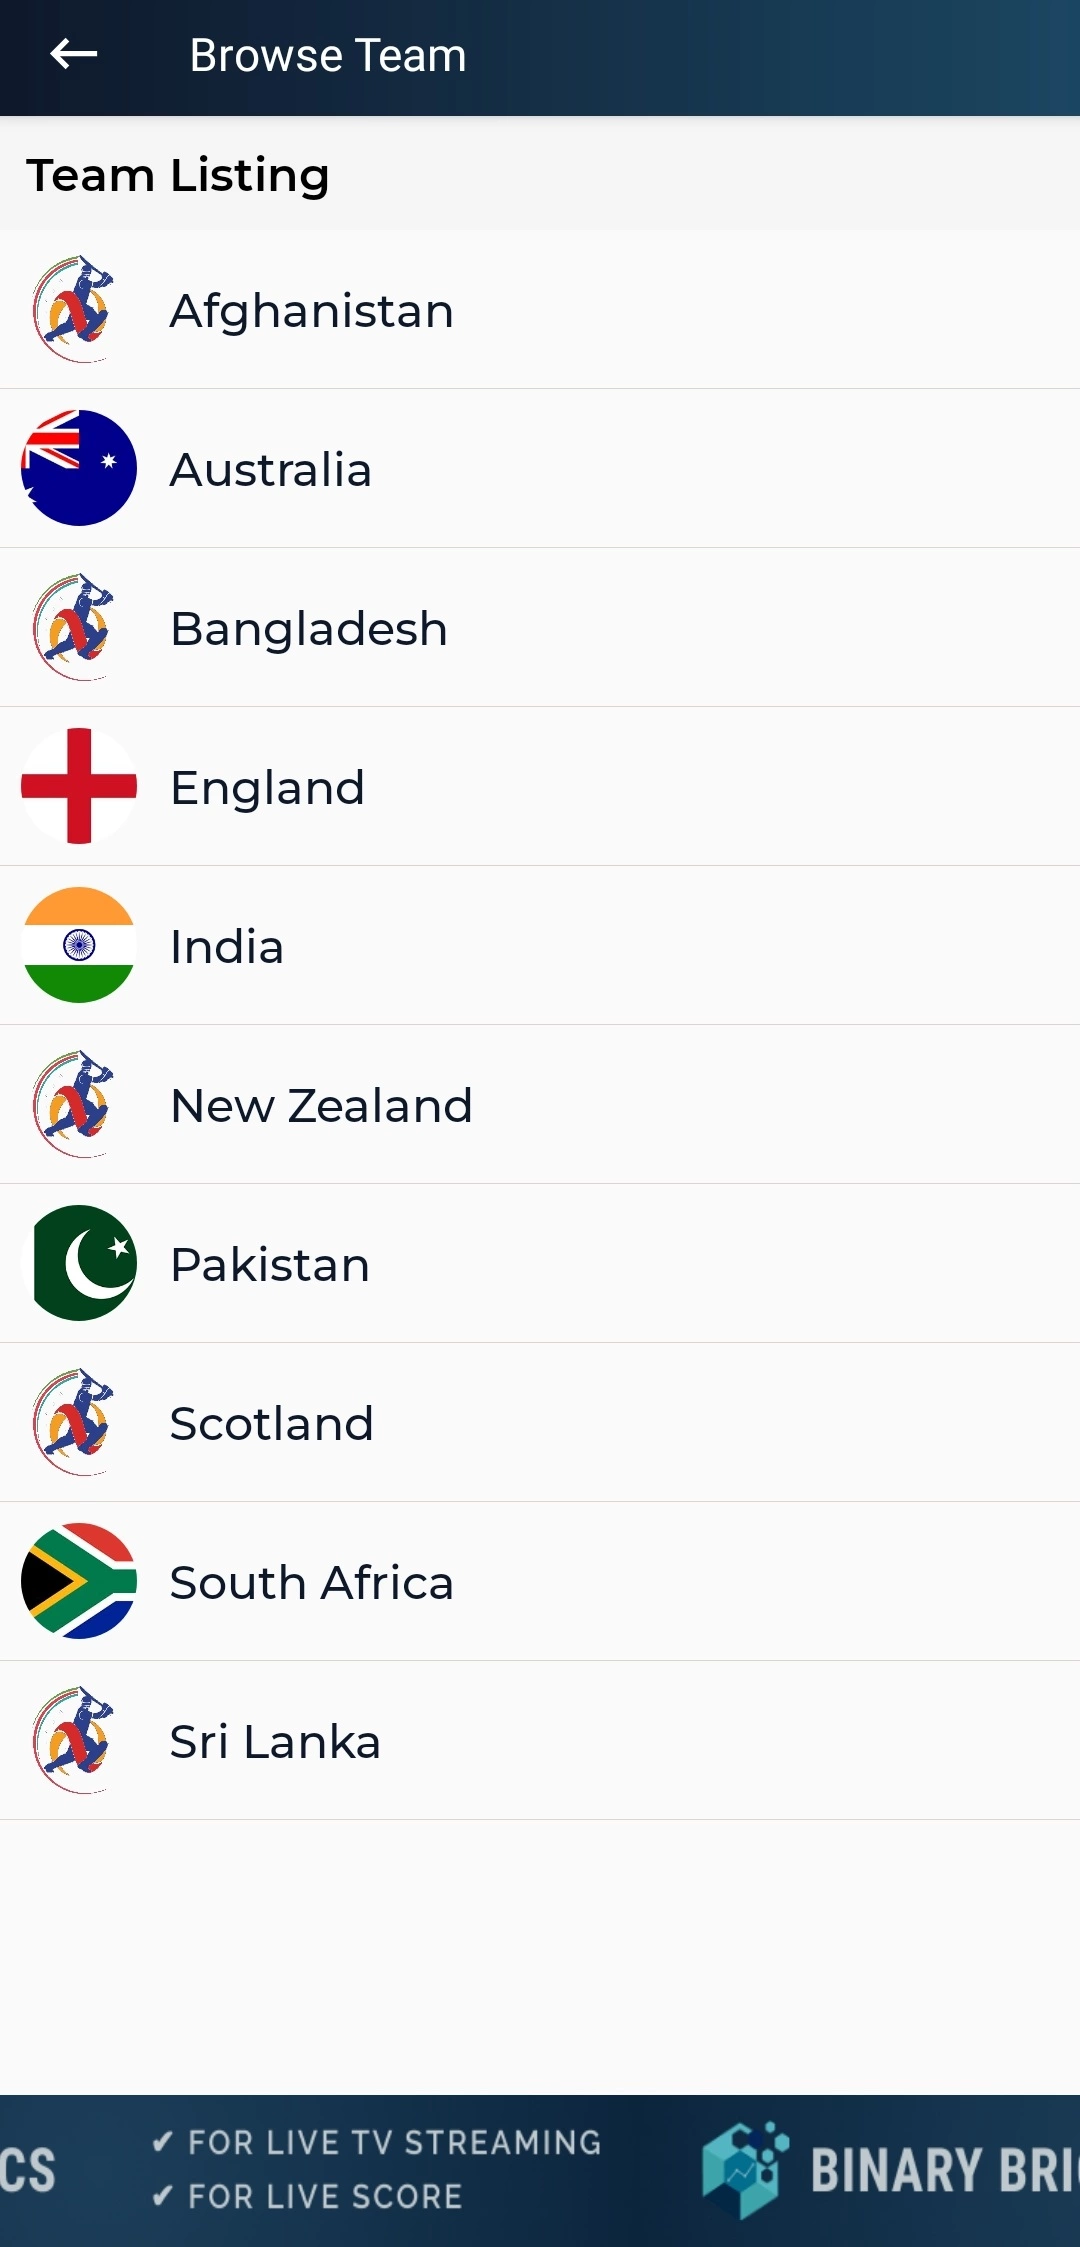 Browse Team
Team Listing
Afghanistan
Australia
Bangladesh
England
India
New Zealand
Pakistan
Scotland
South Africa
Sri Lanka
CS
✔ FOR LIVE TV STREAMING
✔ FOR LIVE SCORE
BINARY BRI